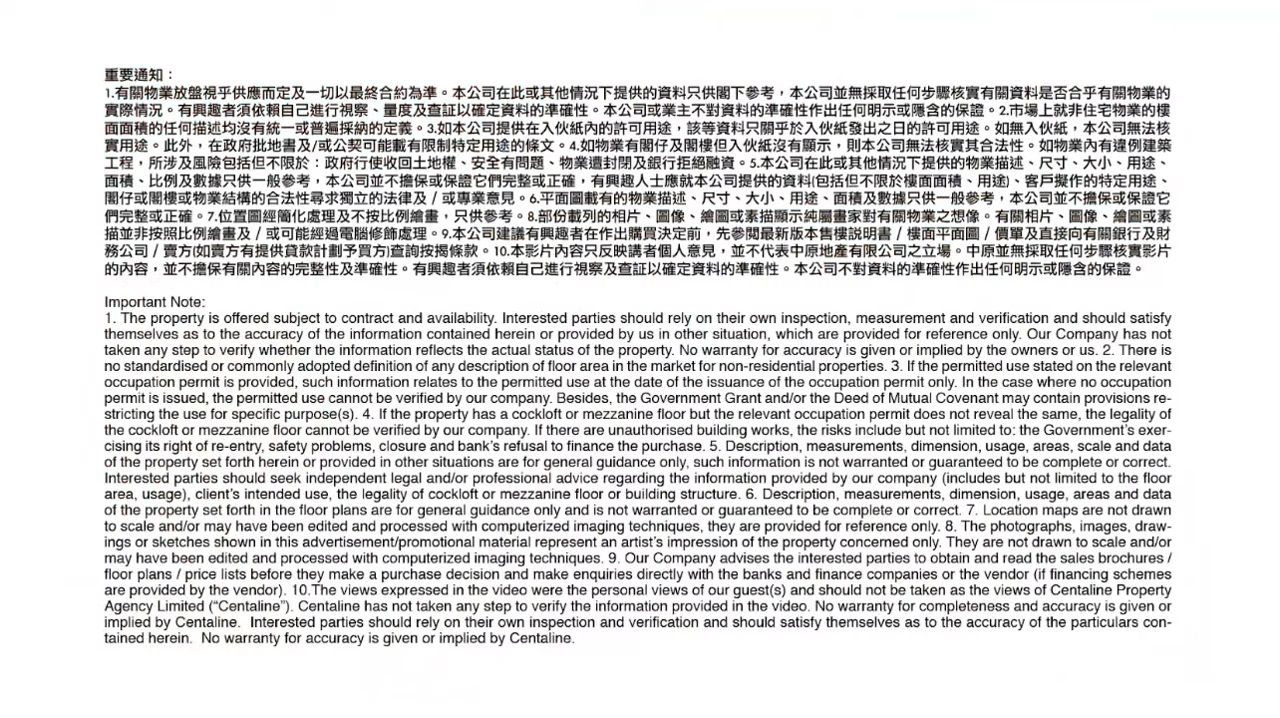 重要通知：
1.有關物業放盤視乎供應而定及一切以最終合約為準。本公司在此或其他情況下提供的資料只供閣下參考，本公司並無採取任何步驟核實有關資料是否合乎有關物業的
實際情況。有興趣者須依賴自己進行視察、量度及查証以確定資料的準確性。本公司或業主不對資料的準確性作出任何明示或隱含的保證。2.市場上就非住宅物業的樓
面面積的任何描述均沒有統一或普遍採納的定義。3.如本公司提供在入伙紙內的許可用途，該等資料只關乎於入伙紙發出之日的許可用途。如無入伙紙，本公司無法核
實用途。此外，在政府批地書及/或公契可能載有限制特定用途的條文。4.如物業有閣仔及閣樓但入伙紙沒有顯示，則本公司無法核實其合法性。如物業內有違例建築
工程，所涉及風險包括但不限於：政府行使收回土地權、安全有問題、物業遭封閉及銀行拒絕融資。5.本公司在此或其他情況下提供的物業描述、尺寸、大小、用途、
面積、比例及數據只供一般參考，本公司並不擔保或保證它們完整或正確，有興趣人士應就本公司提供的資料(包括但不限於樓面面積、用途)、客戶擬作的特定用途、
閣仔或閣樓或物業結構的合法性尋求獨立的法律及 / 或專業意見。6.平面圖載有的物業描述、尺寸、大小、用途、面積及數據只供一般參考，本公司並不擔保或保證它
們完整或正確。7.位置圖經簡化處理及不按比例繪畫，只供參考。8.部份載列的相片、圖像、繪圖或素描顯示純屬畫家對有關物業之想像。有關相片、圖像、繪圖或素
描並非按照比例繪畫及 / 或可能經過電腦修飾處理。9.本公司建議有興趣者在作出購買決定前，先參閱最新版本售樓説明書 / 樓面平面圖 / 價單及直接向有關銀行及財
務公司 / 賣方(如賣方有提供貸款計劃予買方)查詢按揭條款。10.本影片內容只反映講者個人意見，並不代表中原地產有限公司之立場。中原並無採取任何步驟核實影片
的內容，並不擔保有關內容的完整性及準確性。有興趣者須依賴自己進行視察及查証以確定資料的準確性。本公司不對資料的準確性作出任何明示或隱含的保證。
Important Note:
1. The property is offered subject to contract and availability. Interested parties should rely on their own inspection, measurement and verification and should satisfy
themselves as to the accuracy of the information contained herein or provided by us in other situation, which are provided for reference only. Our Company has not
taken any step to verify whether the information reflects the actual status of the property. No warranty for accuracy is given or implied by the owners or us. 2. There is
no standardised or commonly adopted definition of any description of floor area in the market for non-residential properties. 3. If the permitted use stated on the relevant
occupation permit is provided, such information relates to the permitted use at the date of the issuance of the occupation permit only. In the case where no occupation
permit is issued, the permitted use cannot be verified by our company. Besides, the Government Grant and/or the Deed of Mutual Covenant may contain provisions re-
stricting the use for specific purpose(s). 4. If the property has a cockloft or mezzanine floor but the relevant occupation permit does not reveal the same, the legality of
the cockloft or mezzanine floor cannot be verified by our company. If there are unauthorised building works, the risks include but not limited to: the Government's exer-
cising its right of re-entry, safety problems, closure and bank's refusal to finance the purchase. 5. Description, measurements, dimension, usage, areas, scale and data
of the property set forth herein or provided in other situations are for general guidance only, such information is not warranted or guaranteed to be complete or correct.
Interested parties should seek independent legal and/or professional advice regarding the information provided by our company (includes but not limited to the floor
area, usage), client's intended use, the legality of cockloft or mezzanine floor or building structure. 6. Description, measurements, dimension, usage, areas and data
of the property set forth in the floor plans are for general guidance only and is not warranted or guaranteed to be complete or correct. 7. Location maps are not drawn
to scale and/or may have been edited and processed with computerized imaging techniques, they are provided for reference only. 8. The photographs, images, draw-
ings or sketches shown in this advertisement/promotional material represent an artist's impression of the property concerned only. They are not drawn to scale and/or
may have been edited and processed with computerized imaging techniques. 9. Our Company advises the interested parties to obtain and read the sales brochures /
floor plans / price lists before they make a purchase decision and make enquiries directly with the banks and finance companies or the vendor (if financing schemes
are provided by the vendor). 10.The views expressed in the video were the personal views of our guest(s) and should not be taken as the views of Centaline Property
Agency Limited ("Centaline"). Centaline has not taken any step to verify the information provided in the video. No warranty for completeness and accuracy is given or
implied by Centaline. Interested parties should rely on their own inspection and verification and should satisfy themselves as to the accuracy of the particulars con-
tained herein. No warranty for accuracy is given or implied by Centaline.